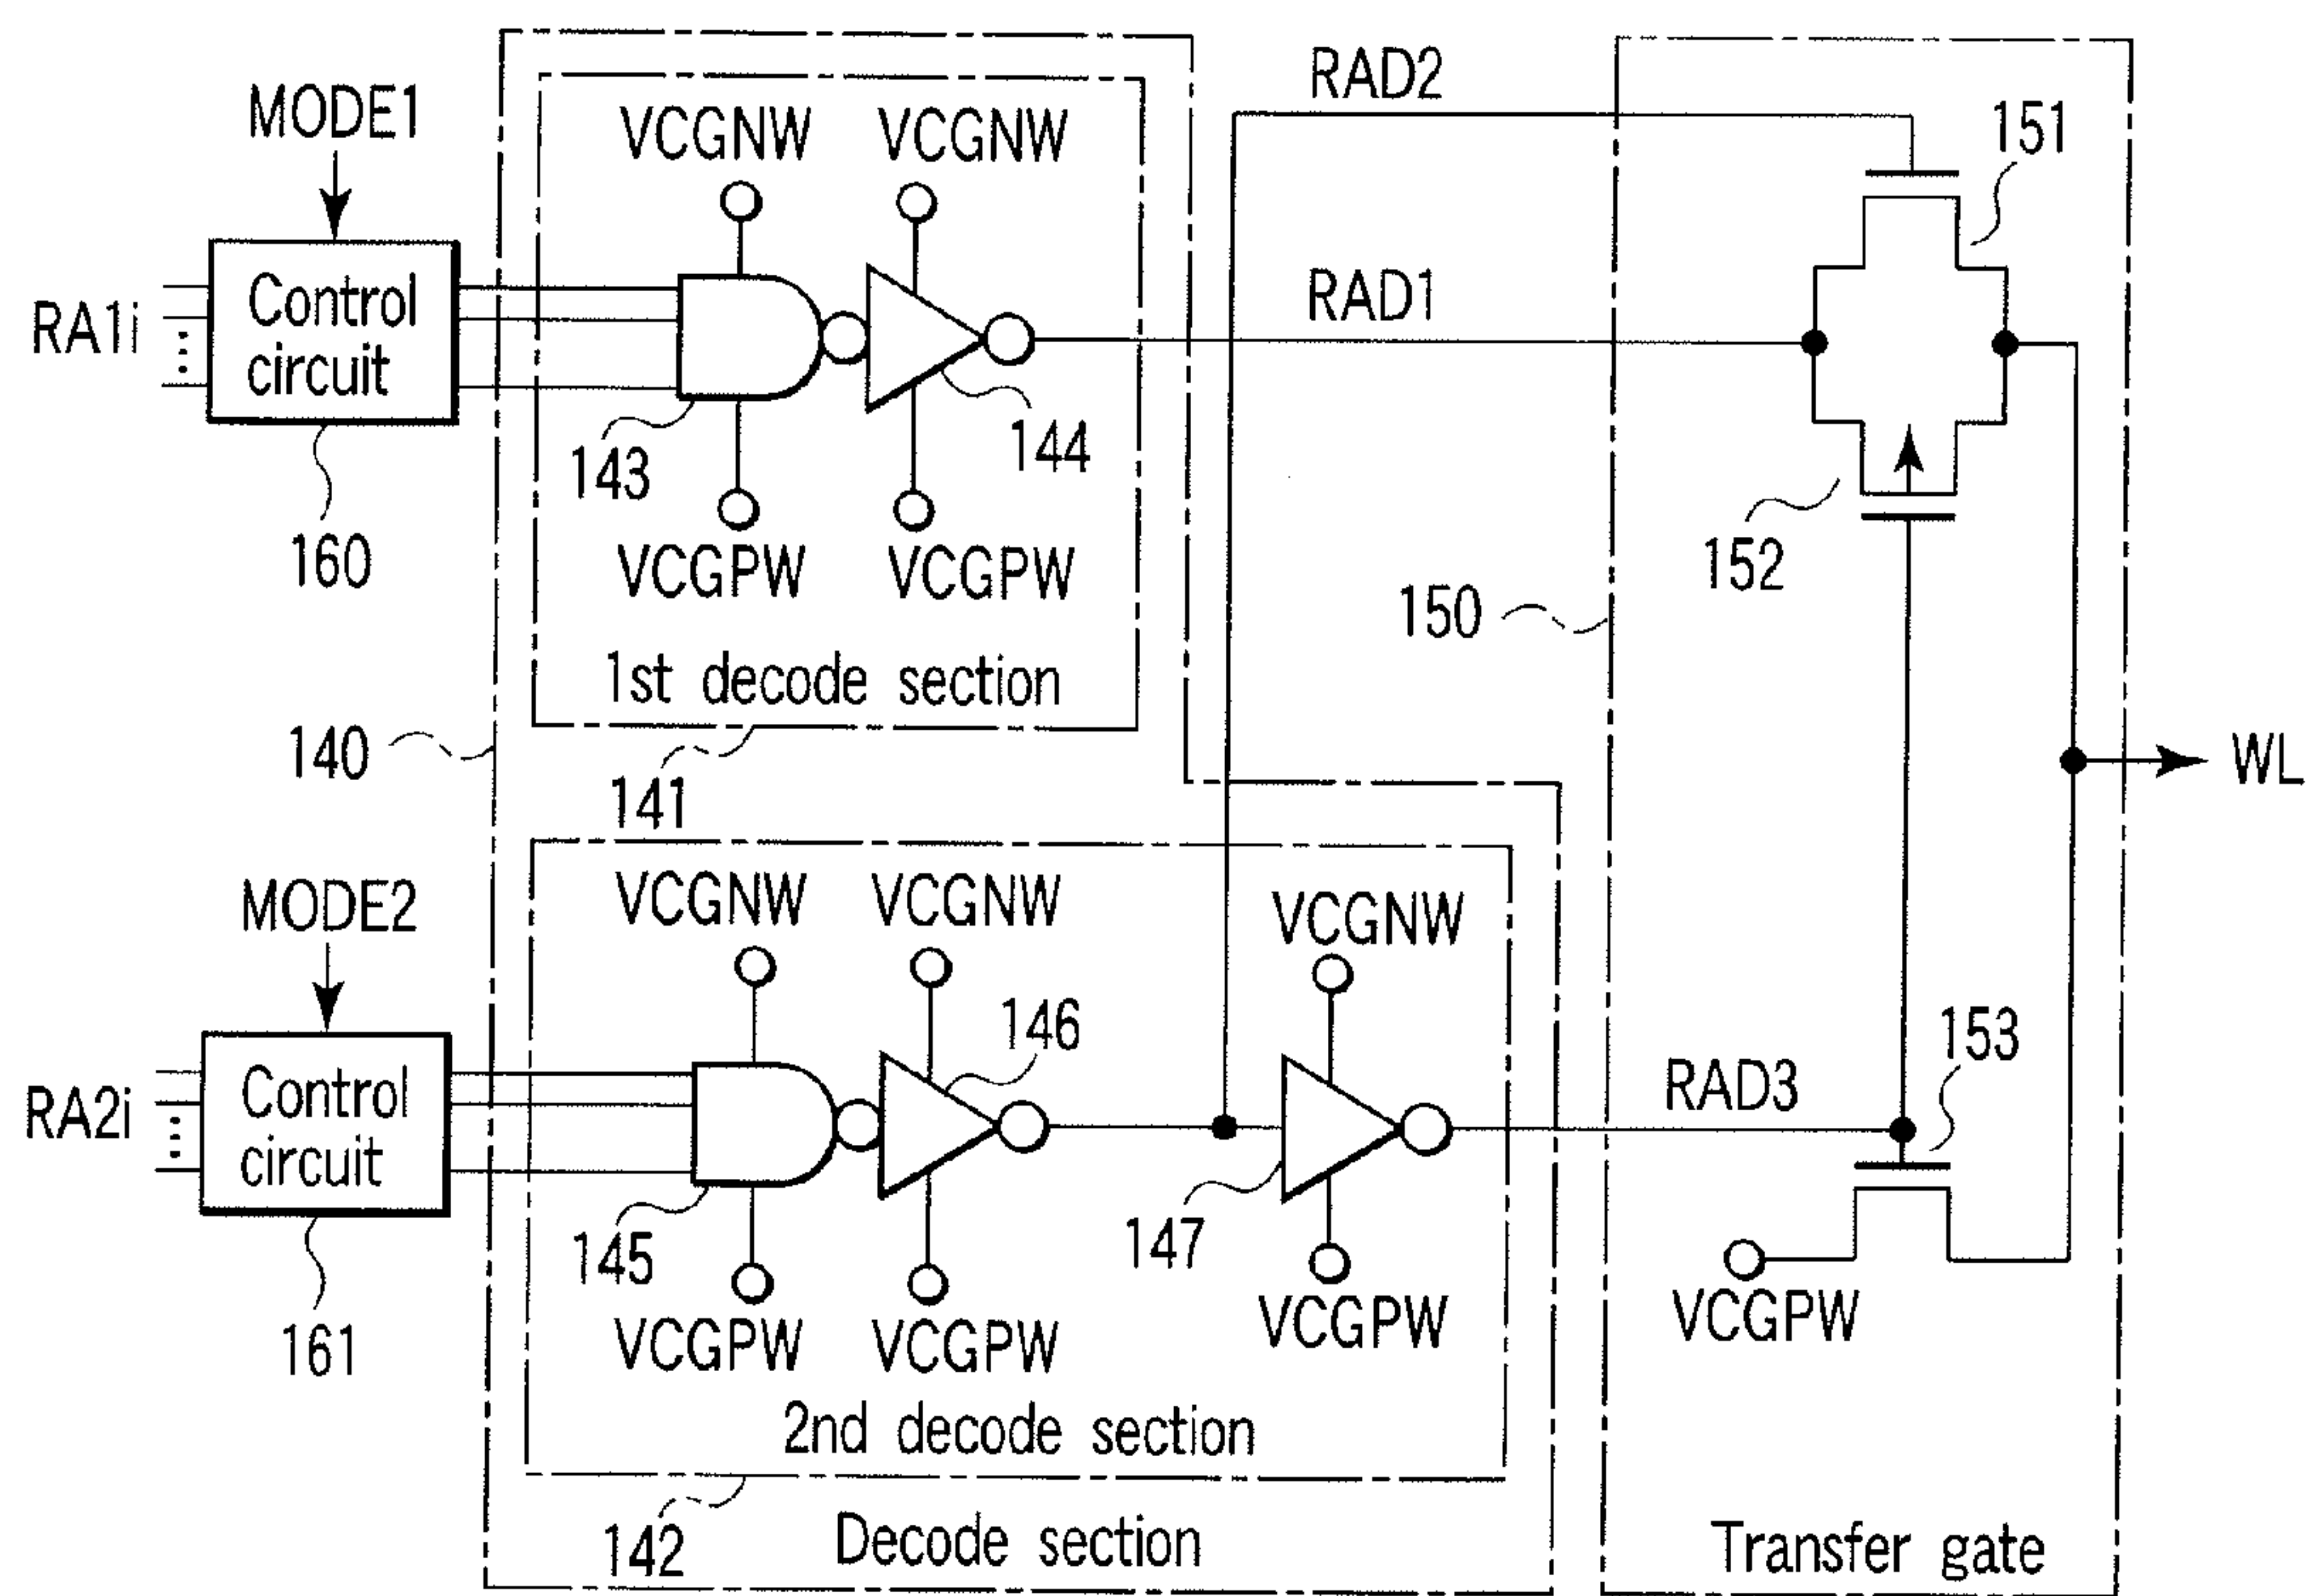 MODE1
RA1i
Control
circuit
160
VCGNW
VCGNW
143
144
VCGPW
VCGPW
1st decode section
141
140
RAD2
RAD1
151
152
150
WL
MODE2
RA2i
Control
circuit
161
VCGNW
VCGNW
VCGNW
146
145
147
VCGPW
VCGPW
VCGPW
2nd decode section
142
Decode section
RAD3
153
VCGPW
Transfer gate